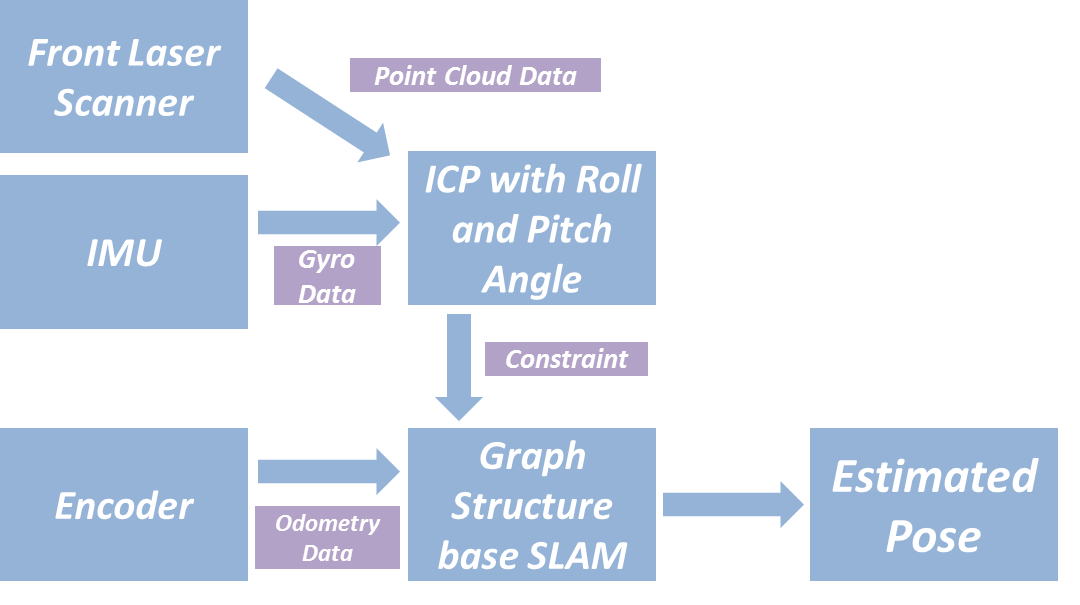 Front Laser
Scanner
Point Cloud Data
IMU
Gyro
Data
ICP with Roll
and Pitch
Angle
Constraint
Encoder
Odometry
Data
Graph
Structure
base SLAM
Estimated
Pose